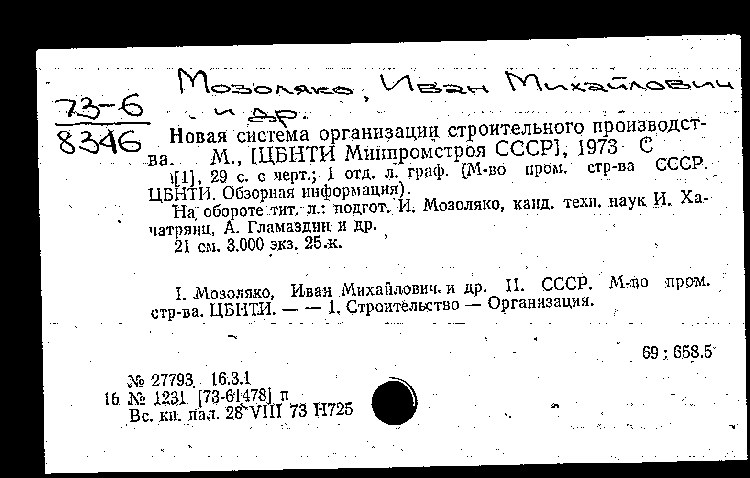 Мозоляко, Иван Михайлович
и др.
73-6
8346
Новая система организации строительного производст-
ва. М., [ЦБНТИ Минпромстроя СССР], 1973 С
[1], 29 с. с черт.; 1 отд. л. граф. (М-во пром. стр-ва СССР.
ЦБНТИ. Обзорная информация).
На обороте тит. л.: подгот. И. Мозоляко, канд. техн. наук И. Ха-
чатрянц, А. Гламаздин и др.
21 см. 3.000 экз. 25 к.
I. Мозоляко, Иван Михайлович. и др. II. СССР. М-во пром.
стр-ва. ЦБНТИ. — — 1. Строительство — Организация.
69 : 658.5
№ 27793 16.3.1
16 № 1231 [73-61478] п
Вс. кн. пал. 28 VIII 73 Н725